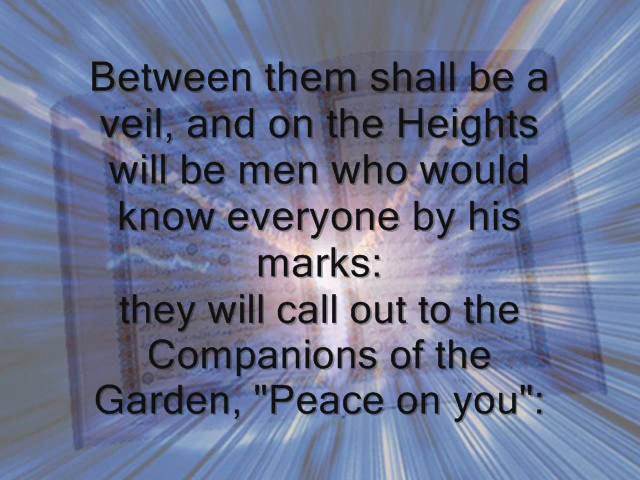 Between them shall be a
veil, and on the Heights
will be men who would
know everyone by his
marks:
they will call out to the
Companions of the
Garden, "Peace on you":